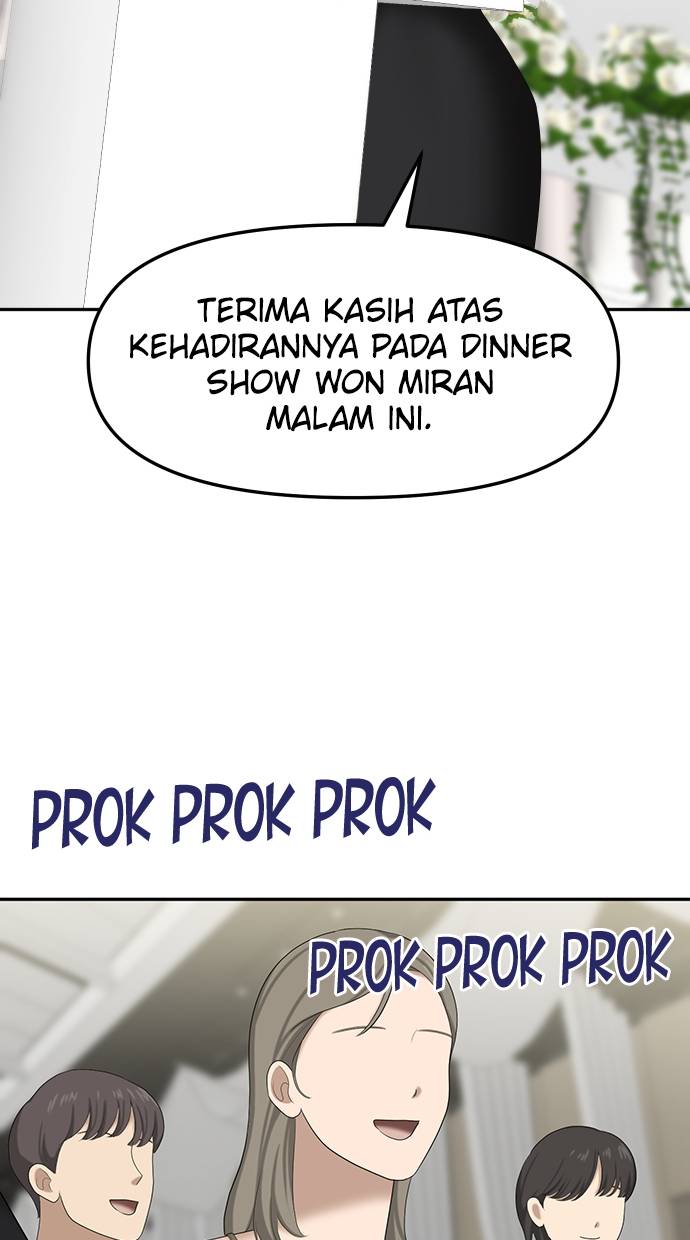 TERIMA KASIH ATAS
KEHADIRANNYA PADA DINNER
SHOW WON MIRAN
MALAM INI.
PROK PROK PROK
PROK PROK PROK